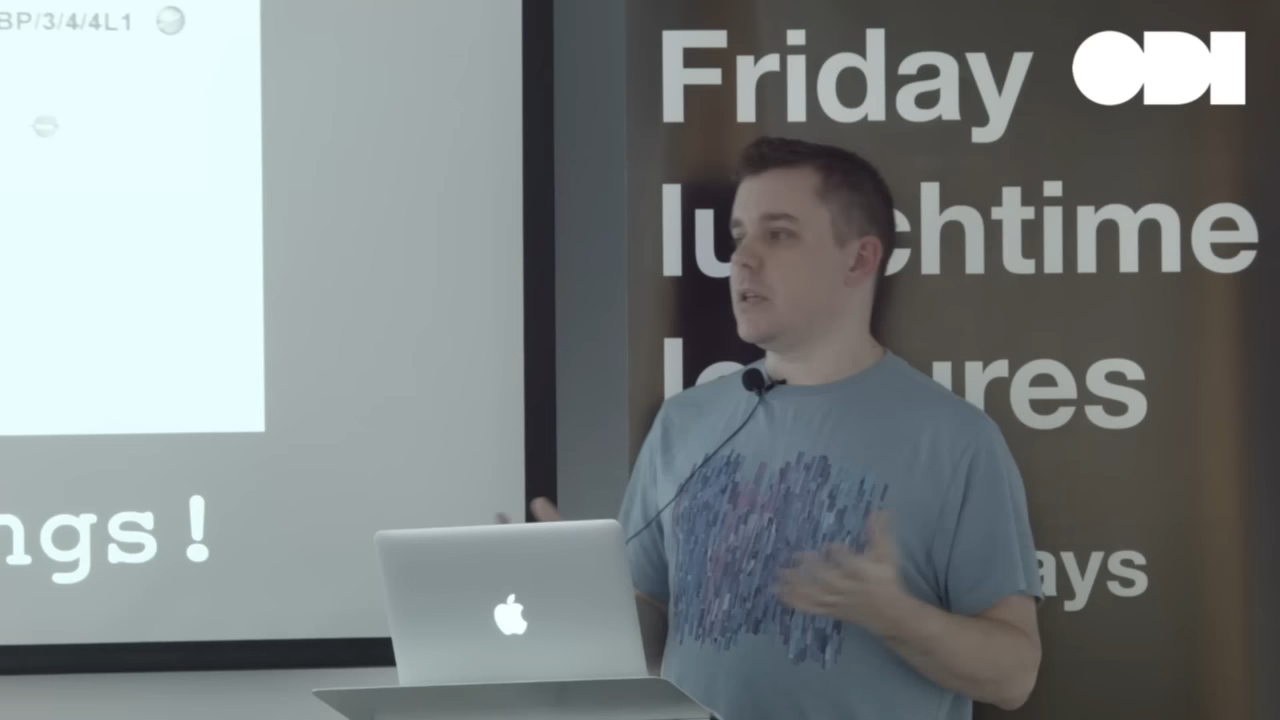 BP/3/4/4L1
ngs!
Friday
lu chtime
l ures
ays
ODI